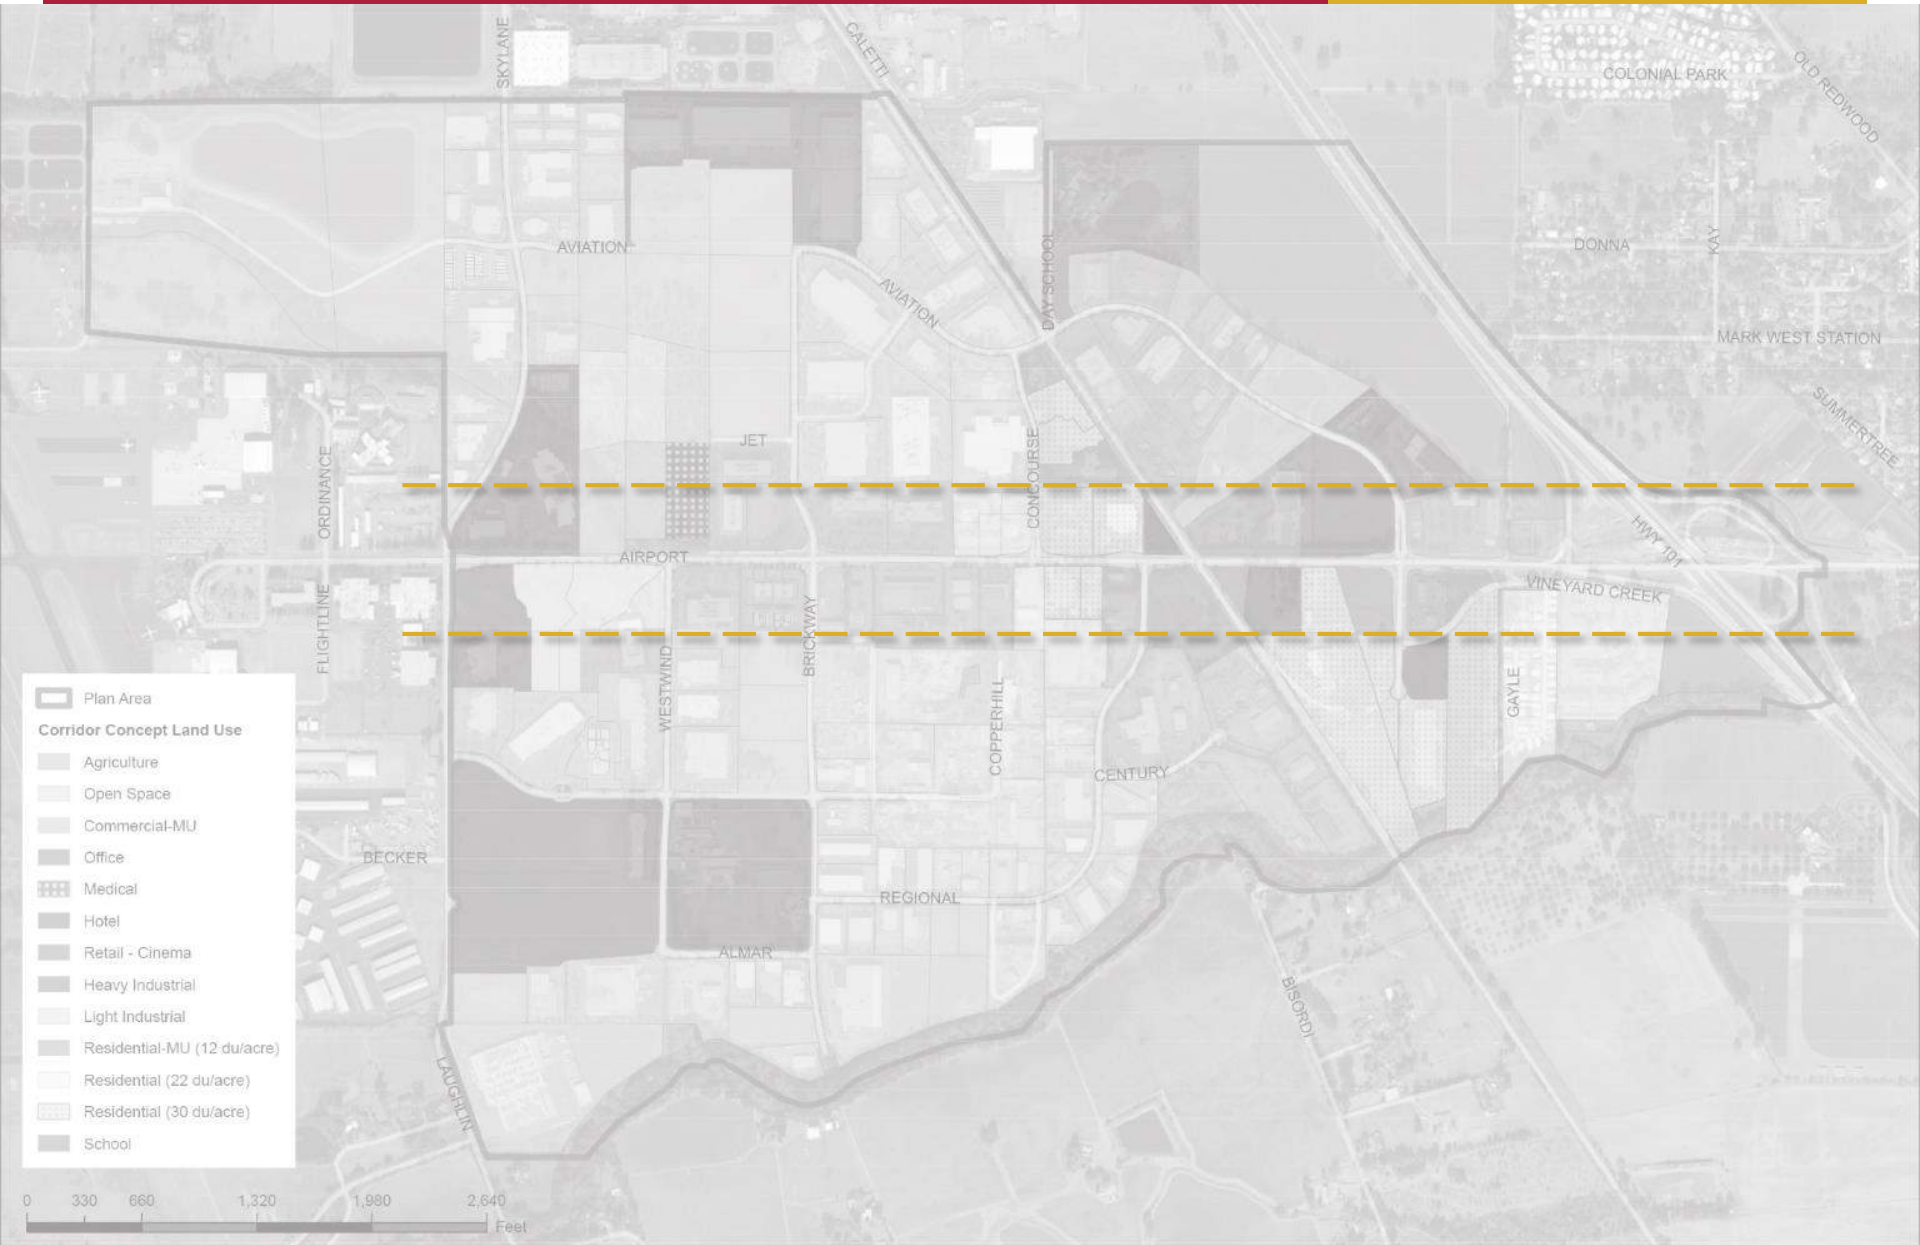 SKYLANE
CALETTI
COLONIAL PARK
OLD REDWOOD
AVIATION
AVIATION
DAY SCHOOL
DONNA
KAY
MARK WEST STATION
SUMMERTREE
ORDINANCE
JET
CONCOURSE
HWY 101
AIRPORT
FLIGHTLINE
BRICKWAY
VINEYARD CREEK
WESTWIND
COPPERHILL
GAYLE
CENTURY
BECKER
REGIONAL
ALMAR
BISORDI
LAUGHLIN
Plan Area
Corridor Concept Land Use
Agriculture
Open Space
Commercial-MU
Office
Medical
Hotel
Retail - Cinema
Heavy Industrial
Light Industrial
Residential-MU (12 du/acre)
Residential (22 du/acre)
Residential (30 du/acre)
School
0 330 660 1,320 1,980 2,640
Feet